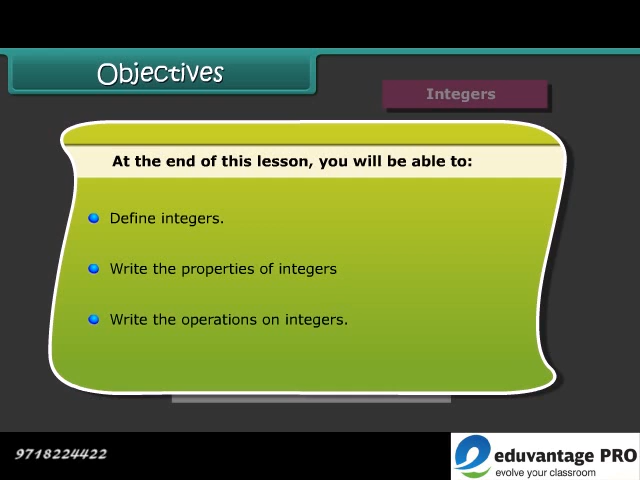 Objectives
Integers
At the end of this lesson, you will be able to:
Define integers.
Write the properties of integers
Write the operations on integers.
9718224422
eduvantage PRO
evolve your classroom